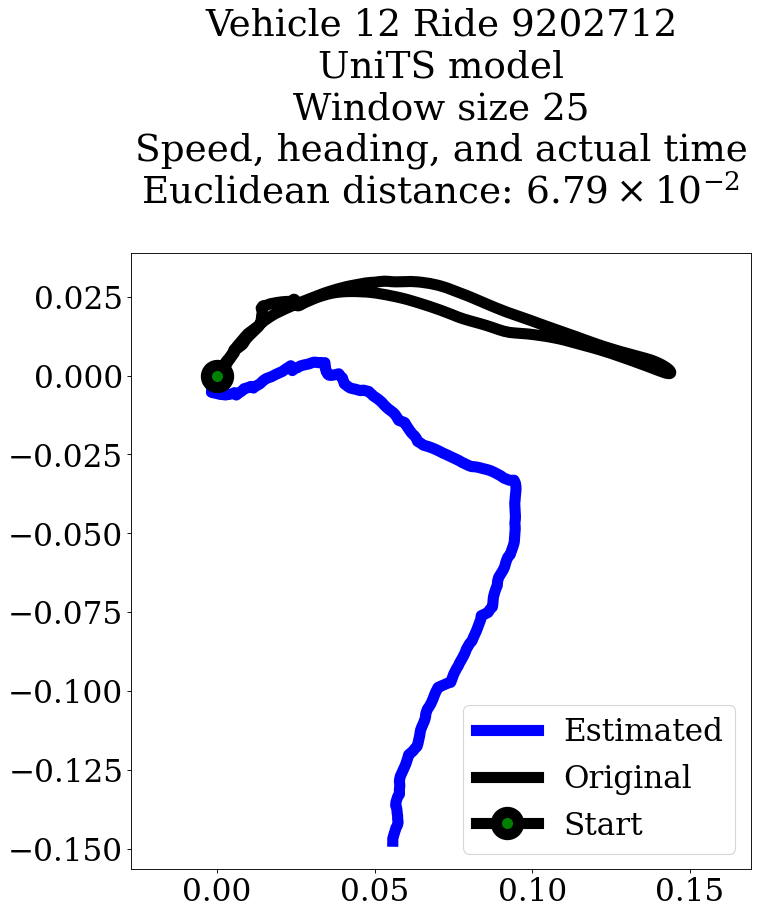 Vehicle 12 Ride 9202712
UniTS model
Window size 25
Speed, heading, and actual time
Euclidean distance: 6.79 × 10⁻²
0.025
0.000
−0.025
−0.050
−0.075
−0.100
−0.125
−0.150
Estimated
Original
Start
0.00 0.05 0.10 0.15